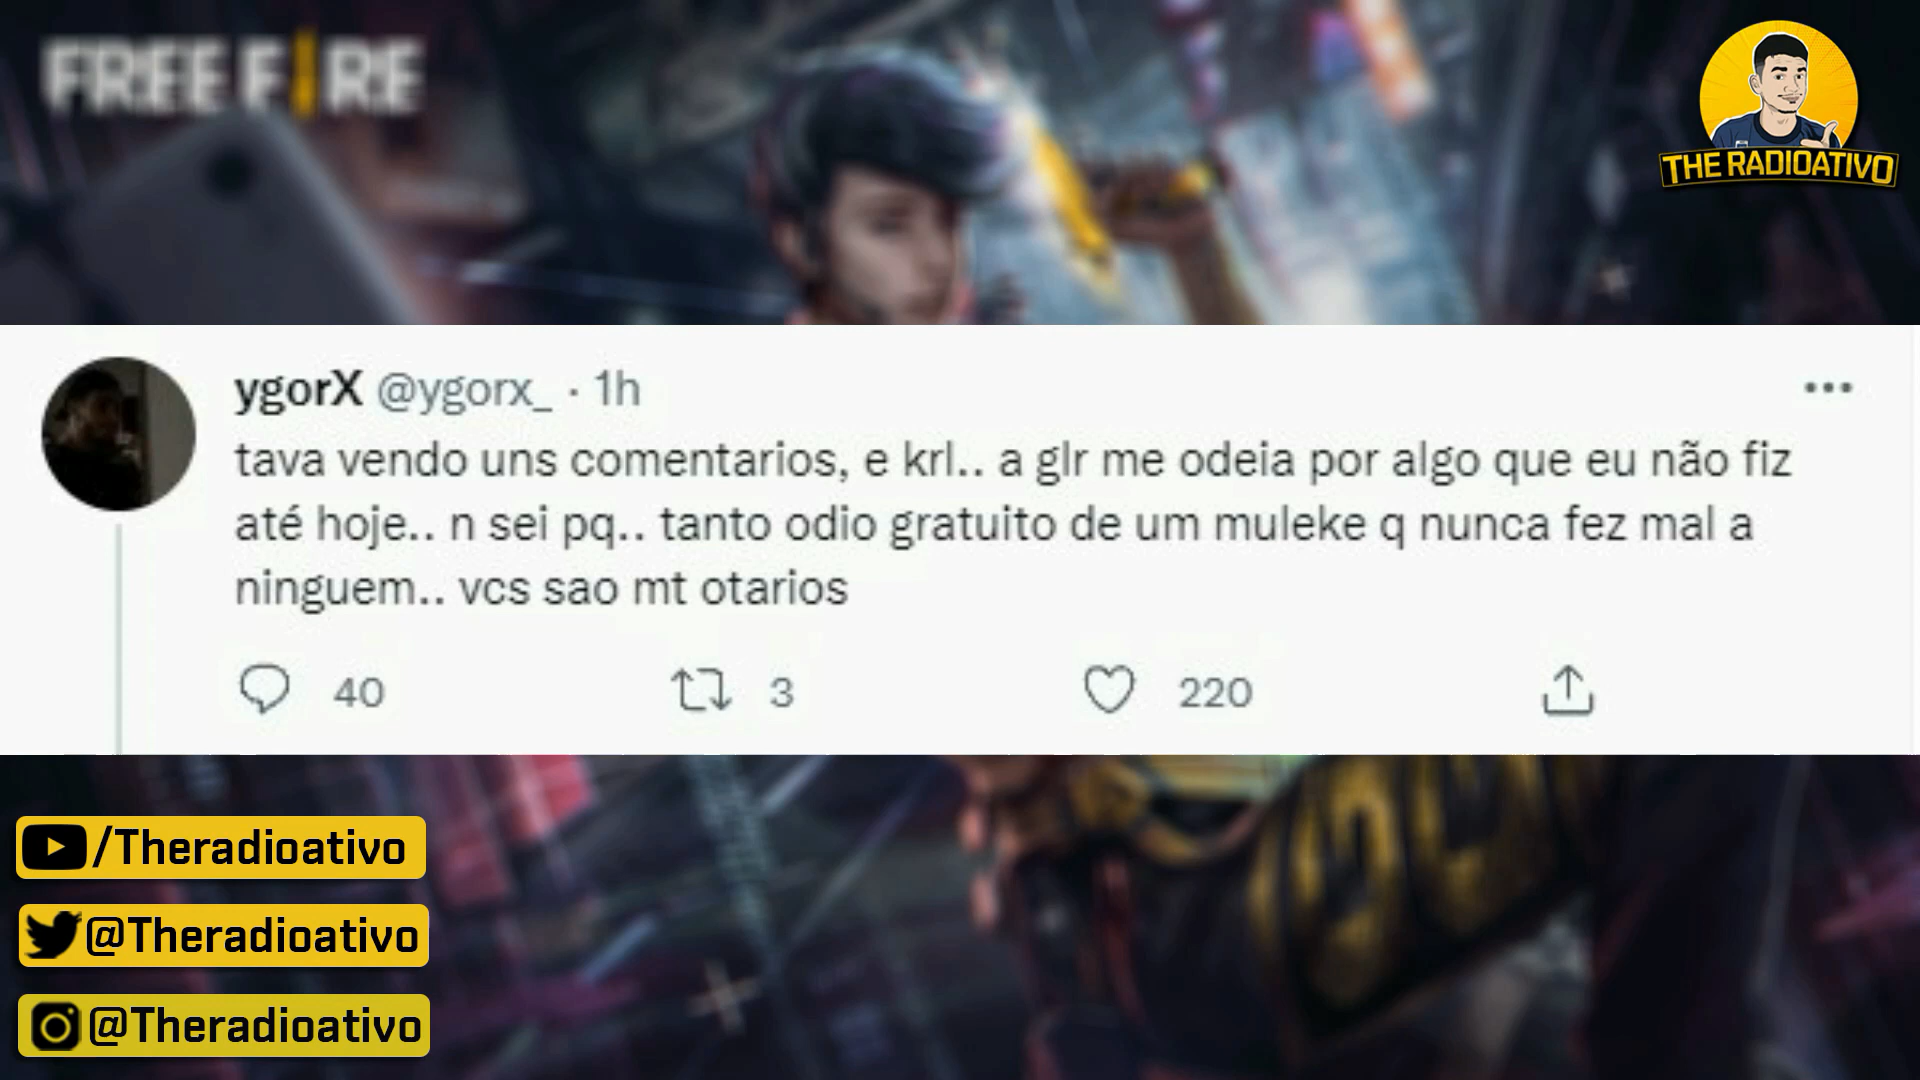 FREE FIRE
THE RADIOATIVO
ygorX @ygorx_ · 1h
tava vendo uns comentarios, e krl.. a glr me odeia por algo que eu não fiz
até hoje.. n sei pq.. tanto odio gratuito de um muleke q nunca fez mal a
ninguem.. vcs sao mt otarios
40 3 220
/Theradioativo
@Theradioativo
@Theradioativo